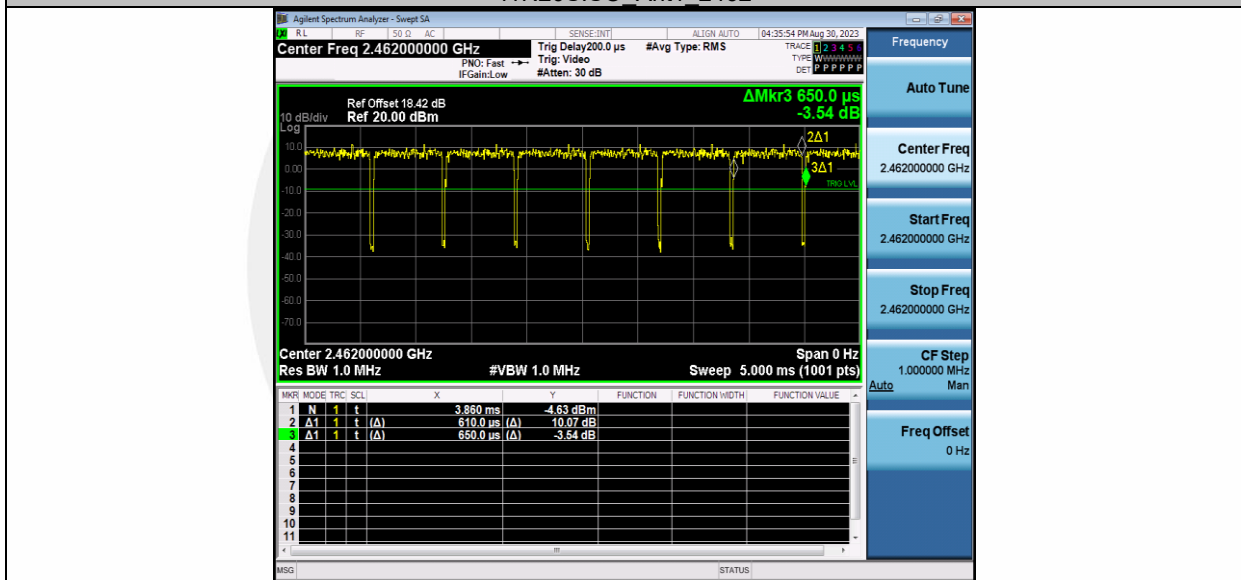 Agilent Spectrum Analyzer - Swept SA
RL RF 50 Ω AC SENSE:INT ALIGN AUTO 04:35:54 PM Aug 30, 2023
Center Freq 2.462000000 GHz
PNO: Fast
IFGain:Low
Trig Delay200.0 µs
Trig: Video
#Atten: 30 dB
#Avg Type: RMS
TRACE 1 2 3 4 5 6
TYPE WWWWWW
DET P P P P P P
ΔMkr3 650.0 µs
-3.54 dB
Ref Offset 18.42 dB
10 dB/div Ref 20.00 dBm
Log
10.0
0.00
-10.0
-20.0
-30.0
-40.0
-50.0
-60.0
-70.0
2Δ1
3Δ1
TRIG LVL
Center 2.462000000 GHz Span 0 Hz
Res BW 1.0 MHz #VBW 1.0 MHz Sweep 5.000 ms (1001 pts)
MKR MODE TRC SCL X Y FUNCTION FUNCTION WIDTH FUNCTION VALUE
1 N 1 t 3.860 ms -4.63 dBm
2 Δ1 1 t (Δ) 610.0 µs (Δ) 10.07 dB
3 Δ1 1 t (Δ) 650.0 µs (Δ) -3.54 dB
4
5
6
7
8
9
10
11
MSG STATUS
Frequency
Auto Tune
Center Freq
2.462000000 GHz
Start Freq
2.462000000 GHz
Stop Freq
2.462000000 GHz
CF Step
1.000000 MHz
Auto Man
Freq Offset
0 Hz